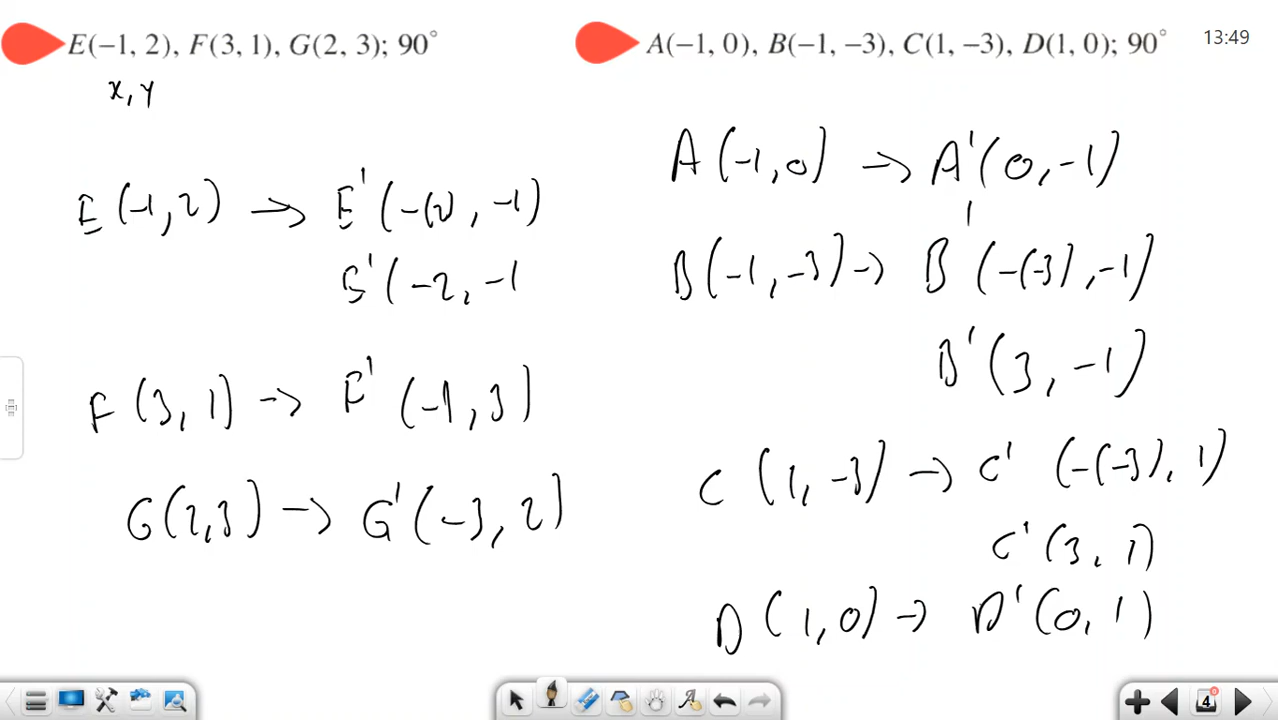 E(−1, 2), F(3, 1), G(2, 3); 90°
x, y
E (-1, 2) → E' (-(2), -1)
E' (-2, -1
F (3, 1) → F' (-1, 3)
G (2, 3) → G' (-3, 2)
A(−1, 0), B(−1, −3), C(1, −3), D(1, 0); 90°
13:49
A (-1, 0) → A' (0, -1)
B (-1, -3) → B' (-(-3), -1)
B' (3, -1)
C (1, -3) → C' (-(-3), 1)
C' (3, 1)
D (1, 0) → D' (0, 1)
4